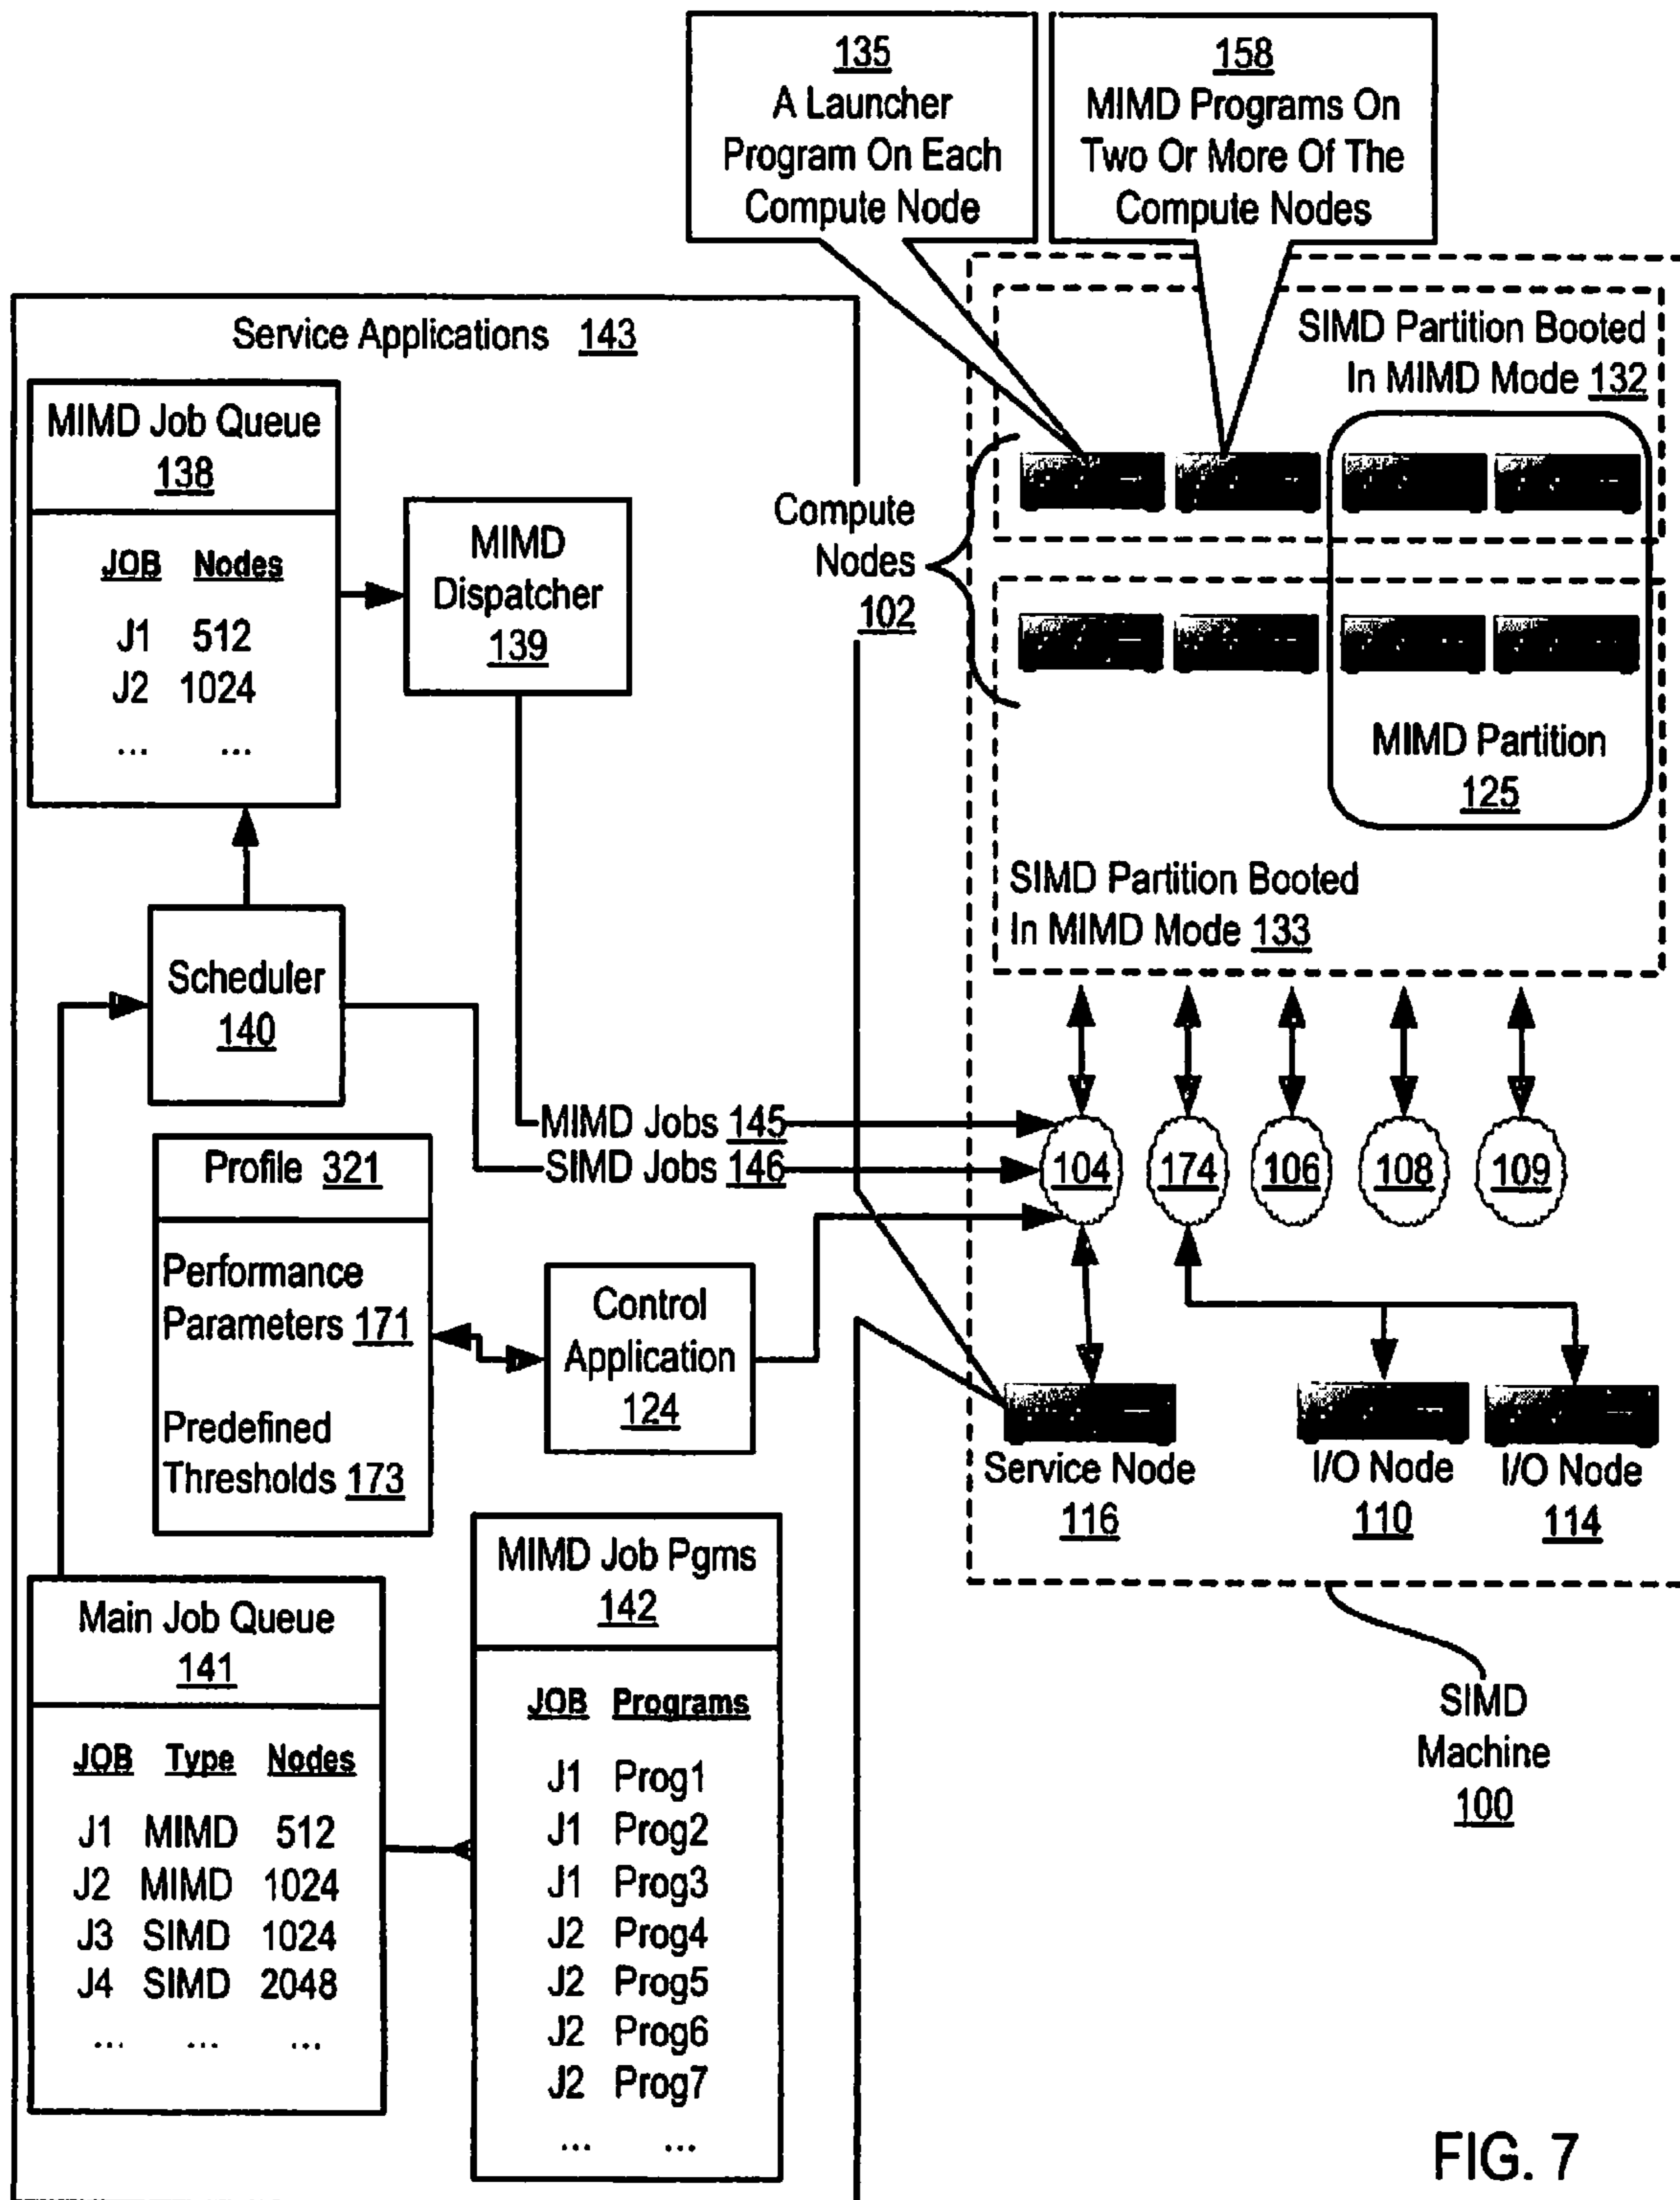 135
A Launcher
Program On Each
Compute Node
158
MIMD Programs On
Two Or More Of The
Compute Nodes
Service Applications 143
MIMD Job Queue
138
JOB Nodes
J1 512
J2 1024
... ...
MIMD
Dispatcher
139
Scheduler
140
MIMD Jobs 145
SIMD Jobs 146
Profile 321
Performance
Parameters 171
Predefined
Thresholds 173
Control
Application
124
Main Job Queue
141
JOB Type Nodes
J1 MIMD 512
J2 MIMD 1024
J3 SIMD 1024
J4 SIMD 2048
... ... ...
MIMD Job Pgms
142
JOB Programs
J1 Prog1
J1 Prog2
J1 Prog3
J2 Prog4
J2 Prog5
J2 Prog6
J2 Prog7
... ...
SIMD Partition Booted
In MIMD Mode 132
Compute
Nodes
102
MIMD Partition
125
SIMD Partition Booted
In MIMD Mode 133
104 174 106 108 109
Service Node
116
I/O Node
110
I/O Node
114
SIMD
Machine
100
FIG. 7